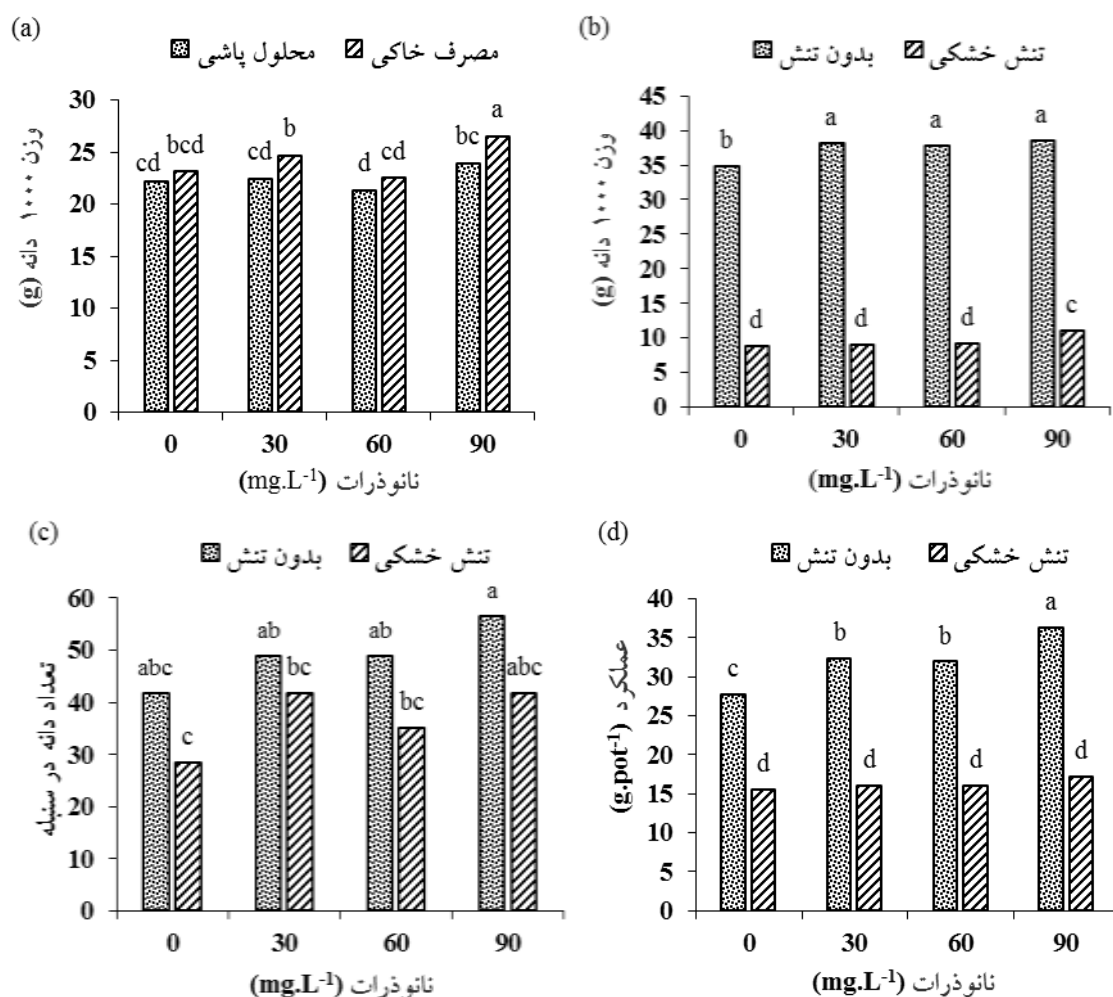 (a)
محلول پاشی مصرف خاکی
وزن ۱۰۰۰ دانه (g)
30
25
20
15
10
5
0
cd bcd cd b d cd bc a
0 30 60 90
نانوذرات (mg.L-1)
(b)
بدون تنش تنش خشکی
وزن ۱۰۰۰ دانه (g)
45
40
35
30
25
20
15
10
5
0
b d a d a d a c
0 30 60 90
نانوذرات (mg.L-1)
(c)
بدون تنش تنش خشکی
تعداد دانه در سنبله
60
50
40
30
20
10
0
abc c ab bc ab bc a abc
0 30 60 90
نانوذرات (mg.L-1)
(d)
بدون تنش تنش خشکی
عملکرد (g.pot-1)
40
35
30
25
20
15
10
5
0
c d b d b d a d
0 30 60 90
نانوذرات (mg.L-1)